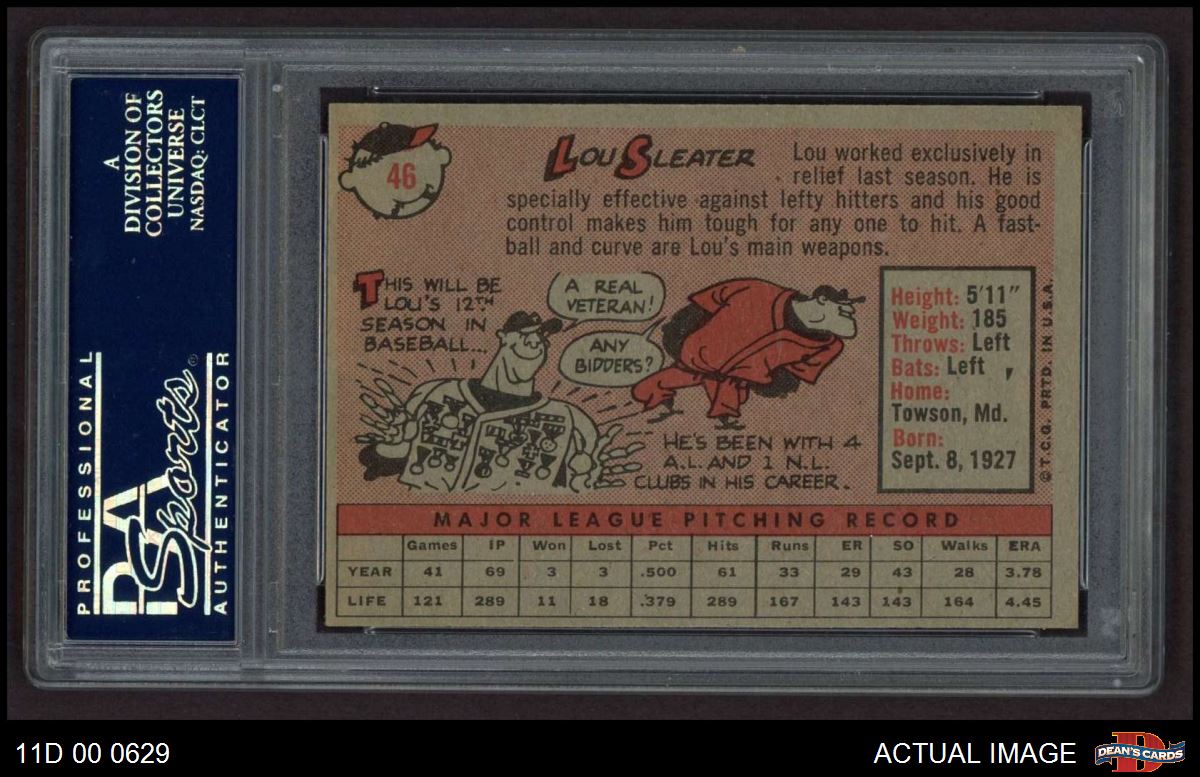 A
DIVISION OF
COLLECTORS
UNIVERSE
NASDAQ: CLCT
PROFESSIONAL
PSA
Sports®
AUTHENTICATOR
46
LOU SLEATER
Lou worked exclusively in
relief last season. He is
specially effective against lefty hitters and his good
control makes him tough for any one to hit. A fast-
ball and curve are Lou's main weapons.
THIS WILL BE
LOU'S 12TH
SEASON IN
BASEBALL...
A REAL
VETERAN!
ANY
BIDDERS?
HE'S BEEN WITH 4
A.L. AND 1 N.L.
CLUBS IN HIS CAREER.
Height: 5'11"
Weight: 185
Throws: Left
Bats: Left
Home:
Towson, Md.
Born:
Sept. 8, 1927
© T.C.G. PRTD. IN U.S.A.
MAJOR LEAGUE PITCHING RECORD
Games IP Won Lost Pct Hits Runs ER SO Walks ERA
YEAR 41 69 3 3 .500 61 33 29 43 28 3.78
LIFE 121 289 11 18 .379 289 167 143 143 164 4.45
11D 00 0629
ACTUAL IMAGE
DEAN'S CARDS